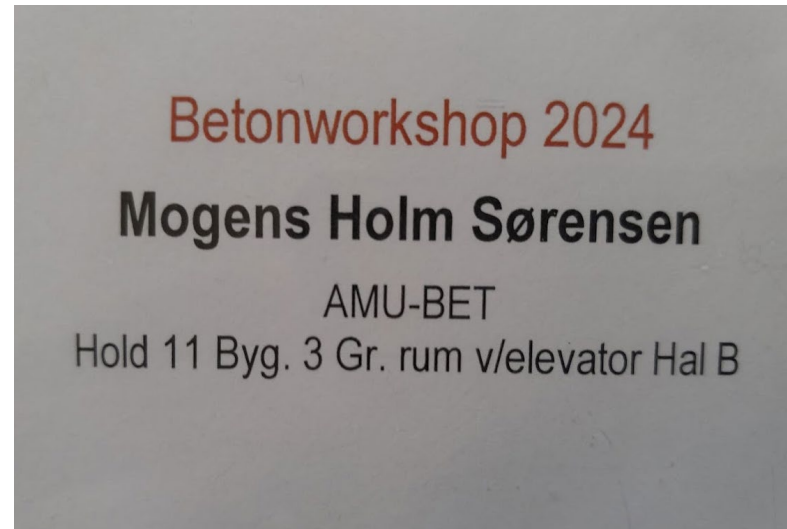 Betonworkshop 2024
Mogens Holm Sørensen
AMU-BET
Hold 11 Byg. 3 Gr. rum v/elevator Hal B